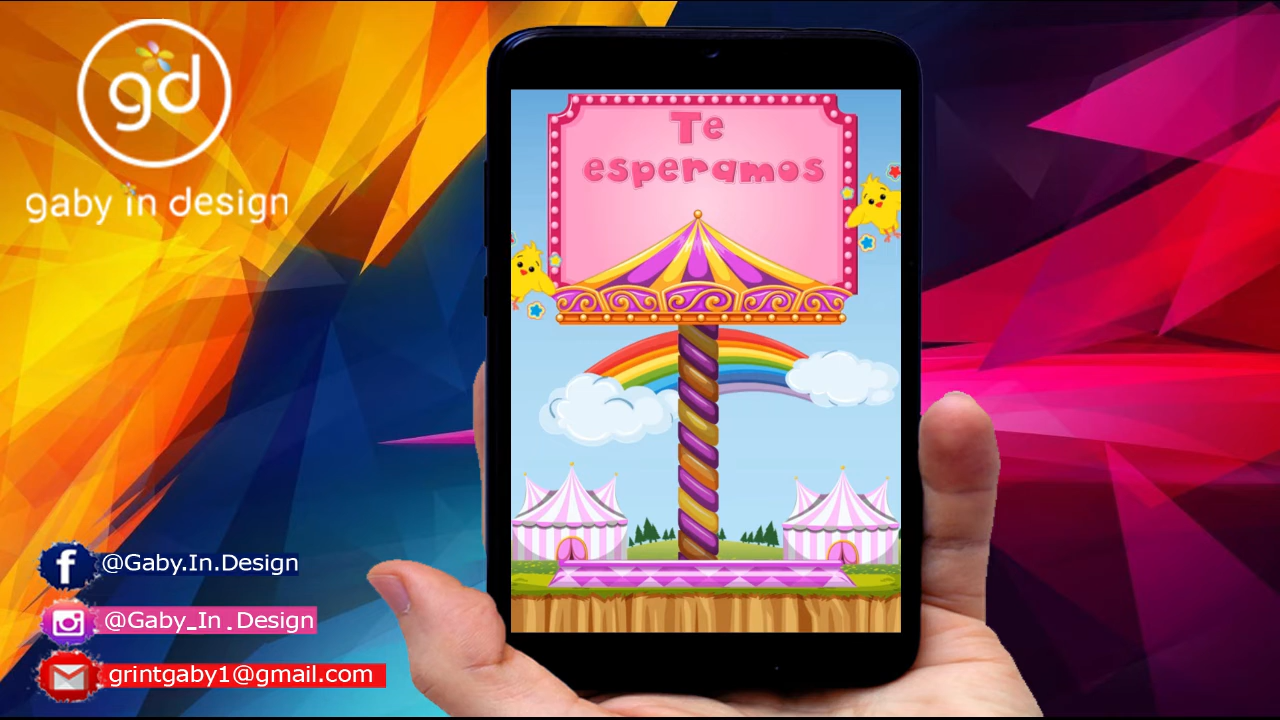 gd
gaby in design
Te
esperamos
f
@Gaby.In.Design
@Gaby_In_Design
grintgaby1@gmail.com